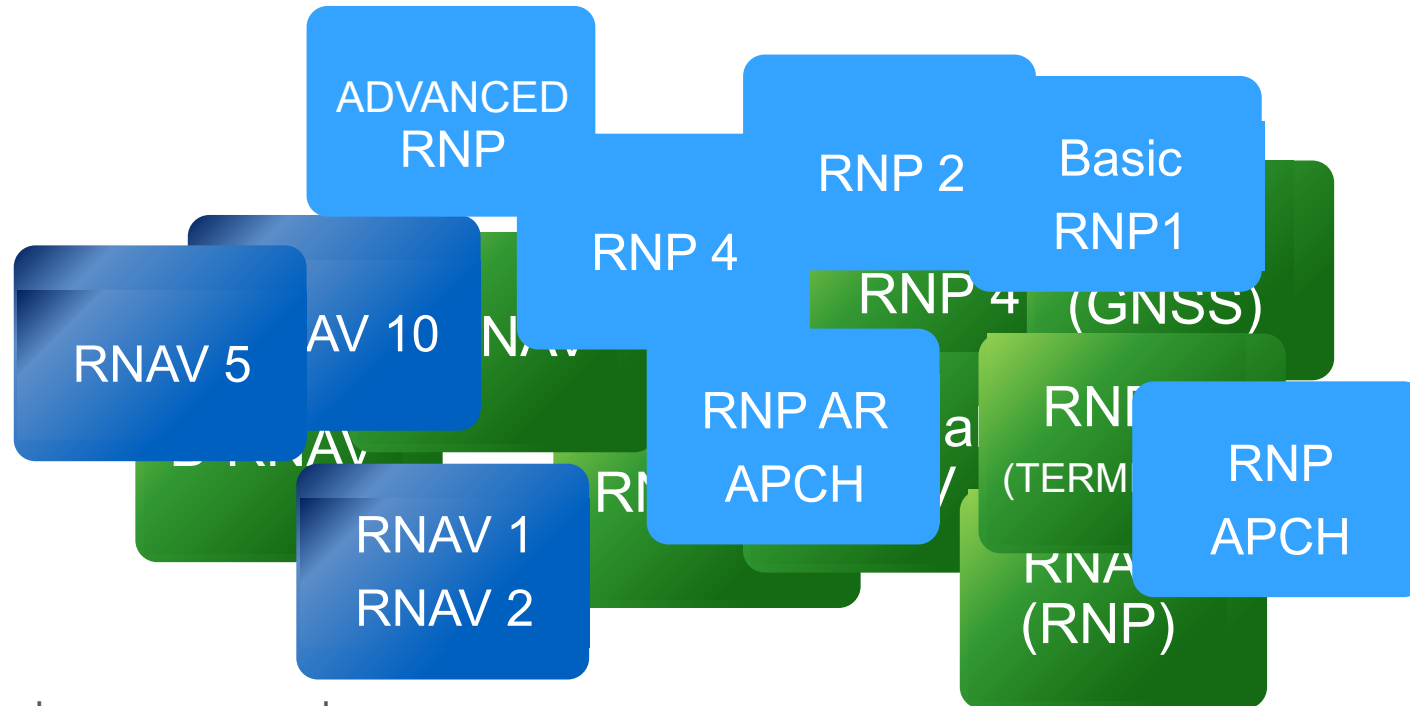 ADVANCED
RNP
RNP 2
Basic
RNP1
RNP 4
RNP 4
(GNSS)
RNAV 5
AV 10
RNP AR
APCH
RNP
APCH
RNAV 1
RNAV 2
(RNP)